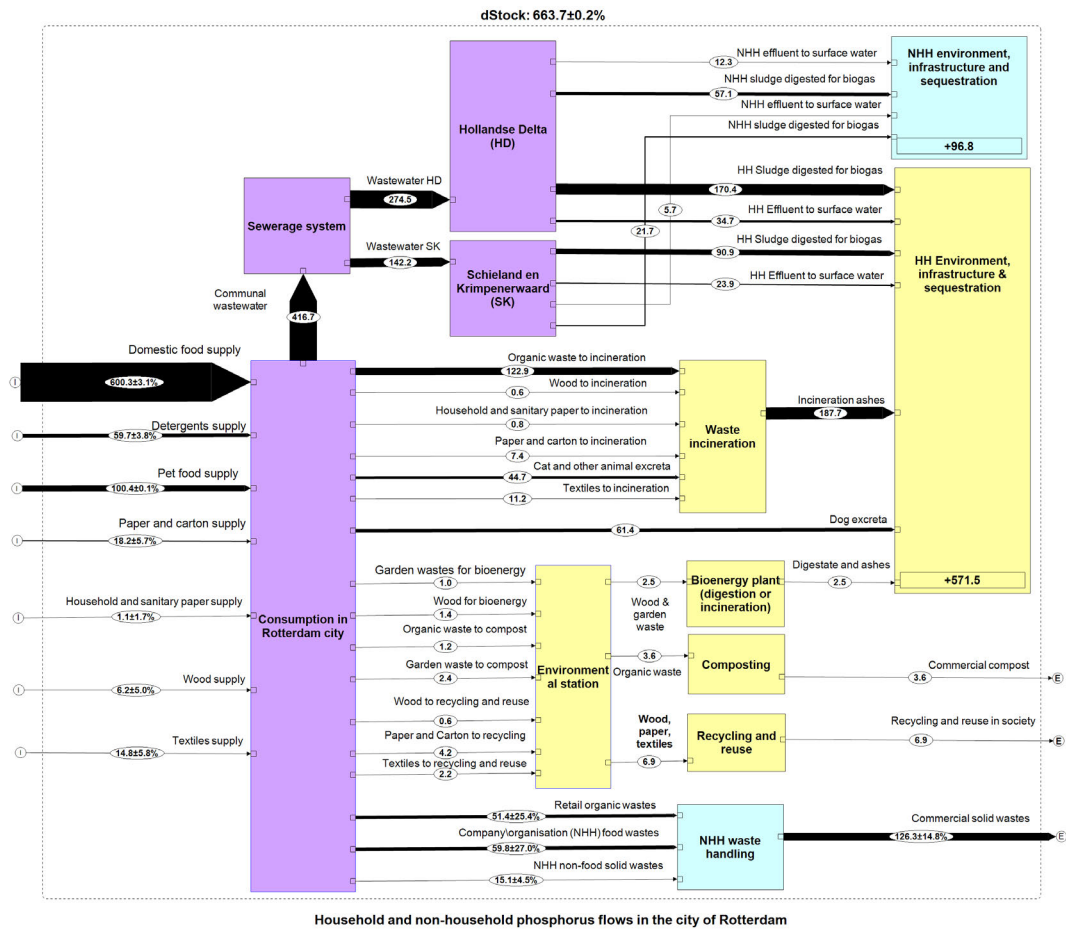 dStock: 663.7±0.2%
NHH effluent to surface water
12.3
NHH sludge digested for biogas
57.1
NHH effluent to surface water
NHH sludge digested for biogas
NHH environment,
infrastructure and
sequestration
+96.8
Hollandse Delta
(HD)
HH Sludge digested for biogas
170.4
5.7
HH Effluent to surface water
34.7
21.7
HH Sludge digested for biogas
90.9
HH Effluent to surface water
23.9
HH Environment,
infrastructure &
sequestration
+571.5
Wastewater HD
274.5
Sewerage system
Wastewater SK
142.2
Schieland en
Krimpenerwaard
(SK)
Communal
wastewater
416.7
Domestic food supply
I
600.3±3.1%
Detergents supply
I
59.7±3.8%
Pet food supply
I
100.4±0.1%
Paper and carton supply
I
18.2±5.7%
Household and sanitary paper supply
I
1.1±1.7%
Wood supply
I
6.2±5.0%
Textiles supply
I
14.8±5.8%
Consumption in
Rotterdam city
Organic waste to incineration
122.9
Wood to incineration
0.6
Household and sanitary paper to incineration
0.8
Paper and carton to incineration
7.4
Cat and other animal excreta
44.7
Textiles to incineration
11.2
Waste
incineration
Incineration ashes
187.7
Dog excreta
61.4
Garden wastes for bioenergy
1.0
Wood for bioenergy
1.4
Organic waste to compost
1.2
Garden waste to compost
2.4
Wood to recycling and reuse
0.6
Paper and Carton to recycling
4.2
Textiles to recycling and reuse
2.2
Environment
al station
2.5
Wood &
garden
waste
3.6
Organic waste
Wood,
paper,
textiles
6.9
Bioenergy plant
(digestion or
incineration)
Digestate and ashes
2.5
Composting
Commercial compost
3.6
E
Recycling and
reuse
Recycling and reuse in society
6.9
E
Retail organic wastes
51.4±25.4%
Company\organisation (NHH) food wastes
59.8±27.0%
NHH non-food solid wastes
15.1±4.5%
NHH waste
handling
Commercial solid wastes
126.3±14.8%
E
Household and non-household phosphorus flows in the city of Rotterdam